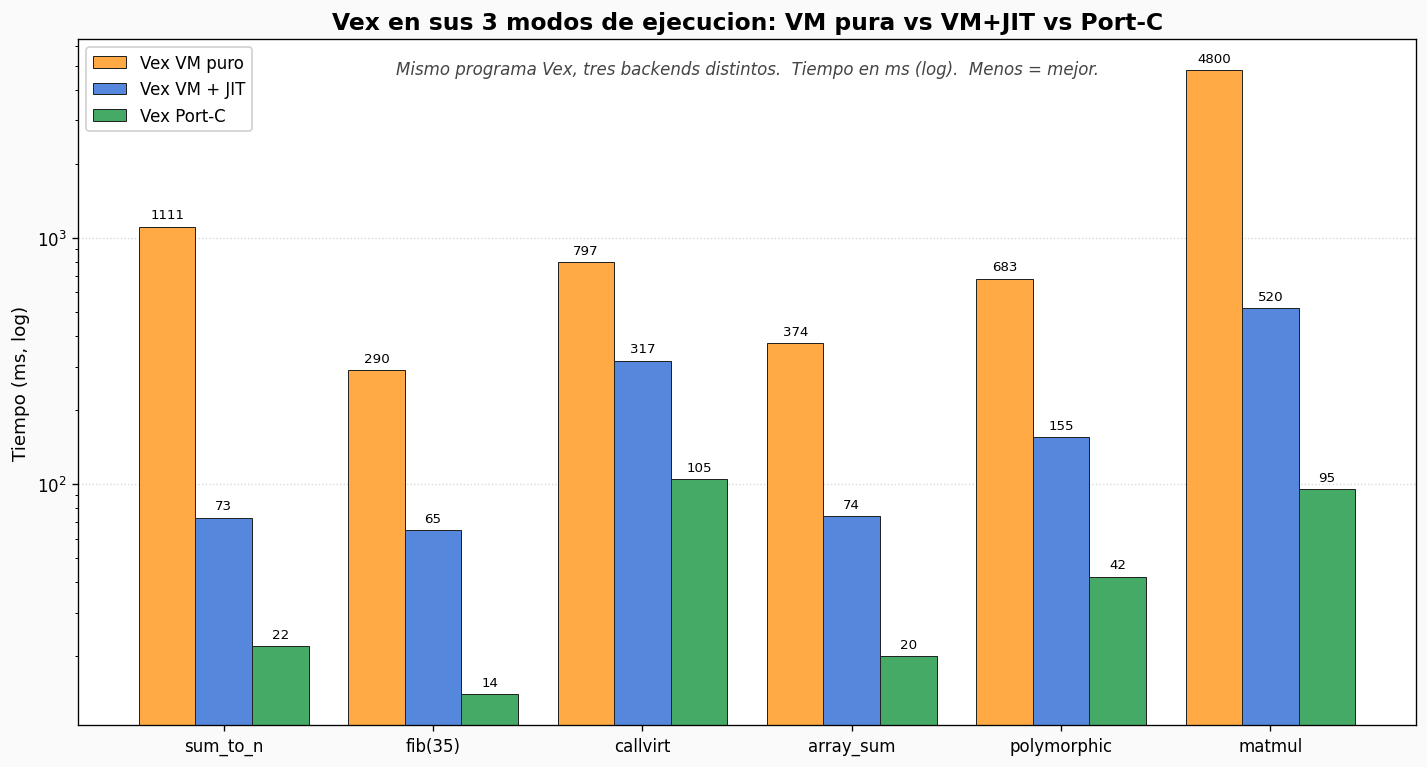 Vex en sus 3 modos de ejecucion: VM pura vs VM+JIT vs Port-C
Mismo programa Vex, tres backends distintos.  Tiempo en ms (log).  Menos = mejor.
Vex VM puro
Vex VM + JIT
Vex Port-C
Tiempo (ms, log)
10³
10²
1111
73
22
290
65
14
797
317
105
374
74
20
683
155
42
4800
520
95
sum_to_n
fib(35)
callvirt
array_sum
polymorphic
matmul